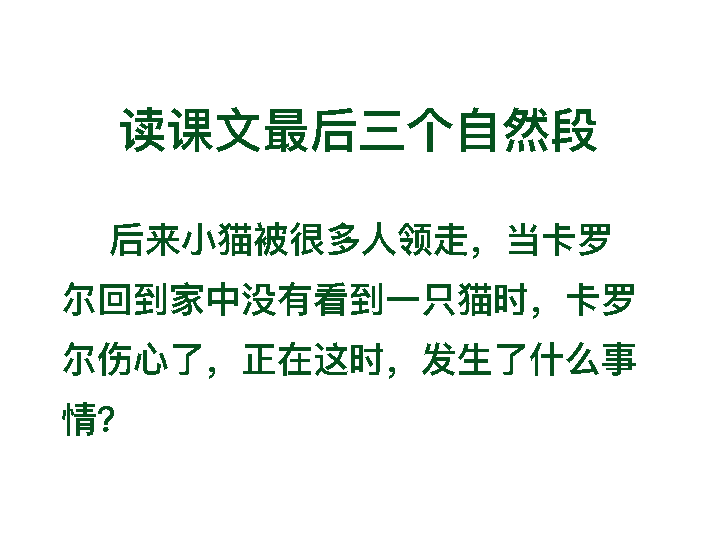 读课文最后三个自然段
后来小猫被很多人领走，当卡罗
尔回到家中没有看到一只猫时，卡罗
尔伤心了，正在这时，发生了什么事
情？